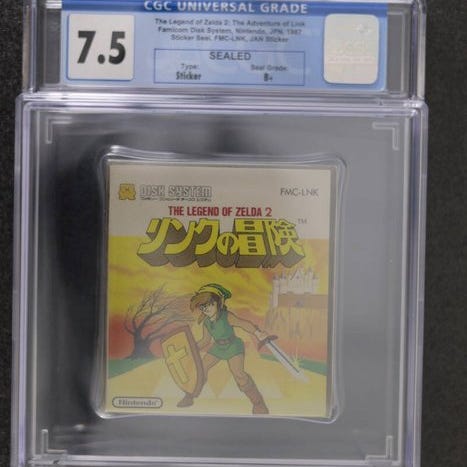 CGC UNIVERSAL GRADE
7.5
The Legend of Zelda 2: The Adventure of Link
Famicom Disk System, Nintendo, JPN, 1987
Sticker Seal, FMC-LNK, JAN Sticker
SEALED
Type: Seal Grade:
Sticker B+
DISK SYSTEM
FMC-LNK
THE LEGEND OF ZELDA 2
リンクの冒険 TM
Nintendo